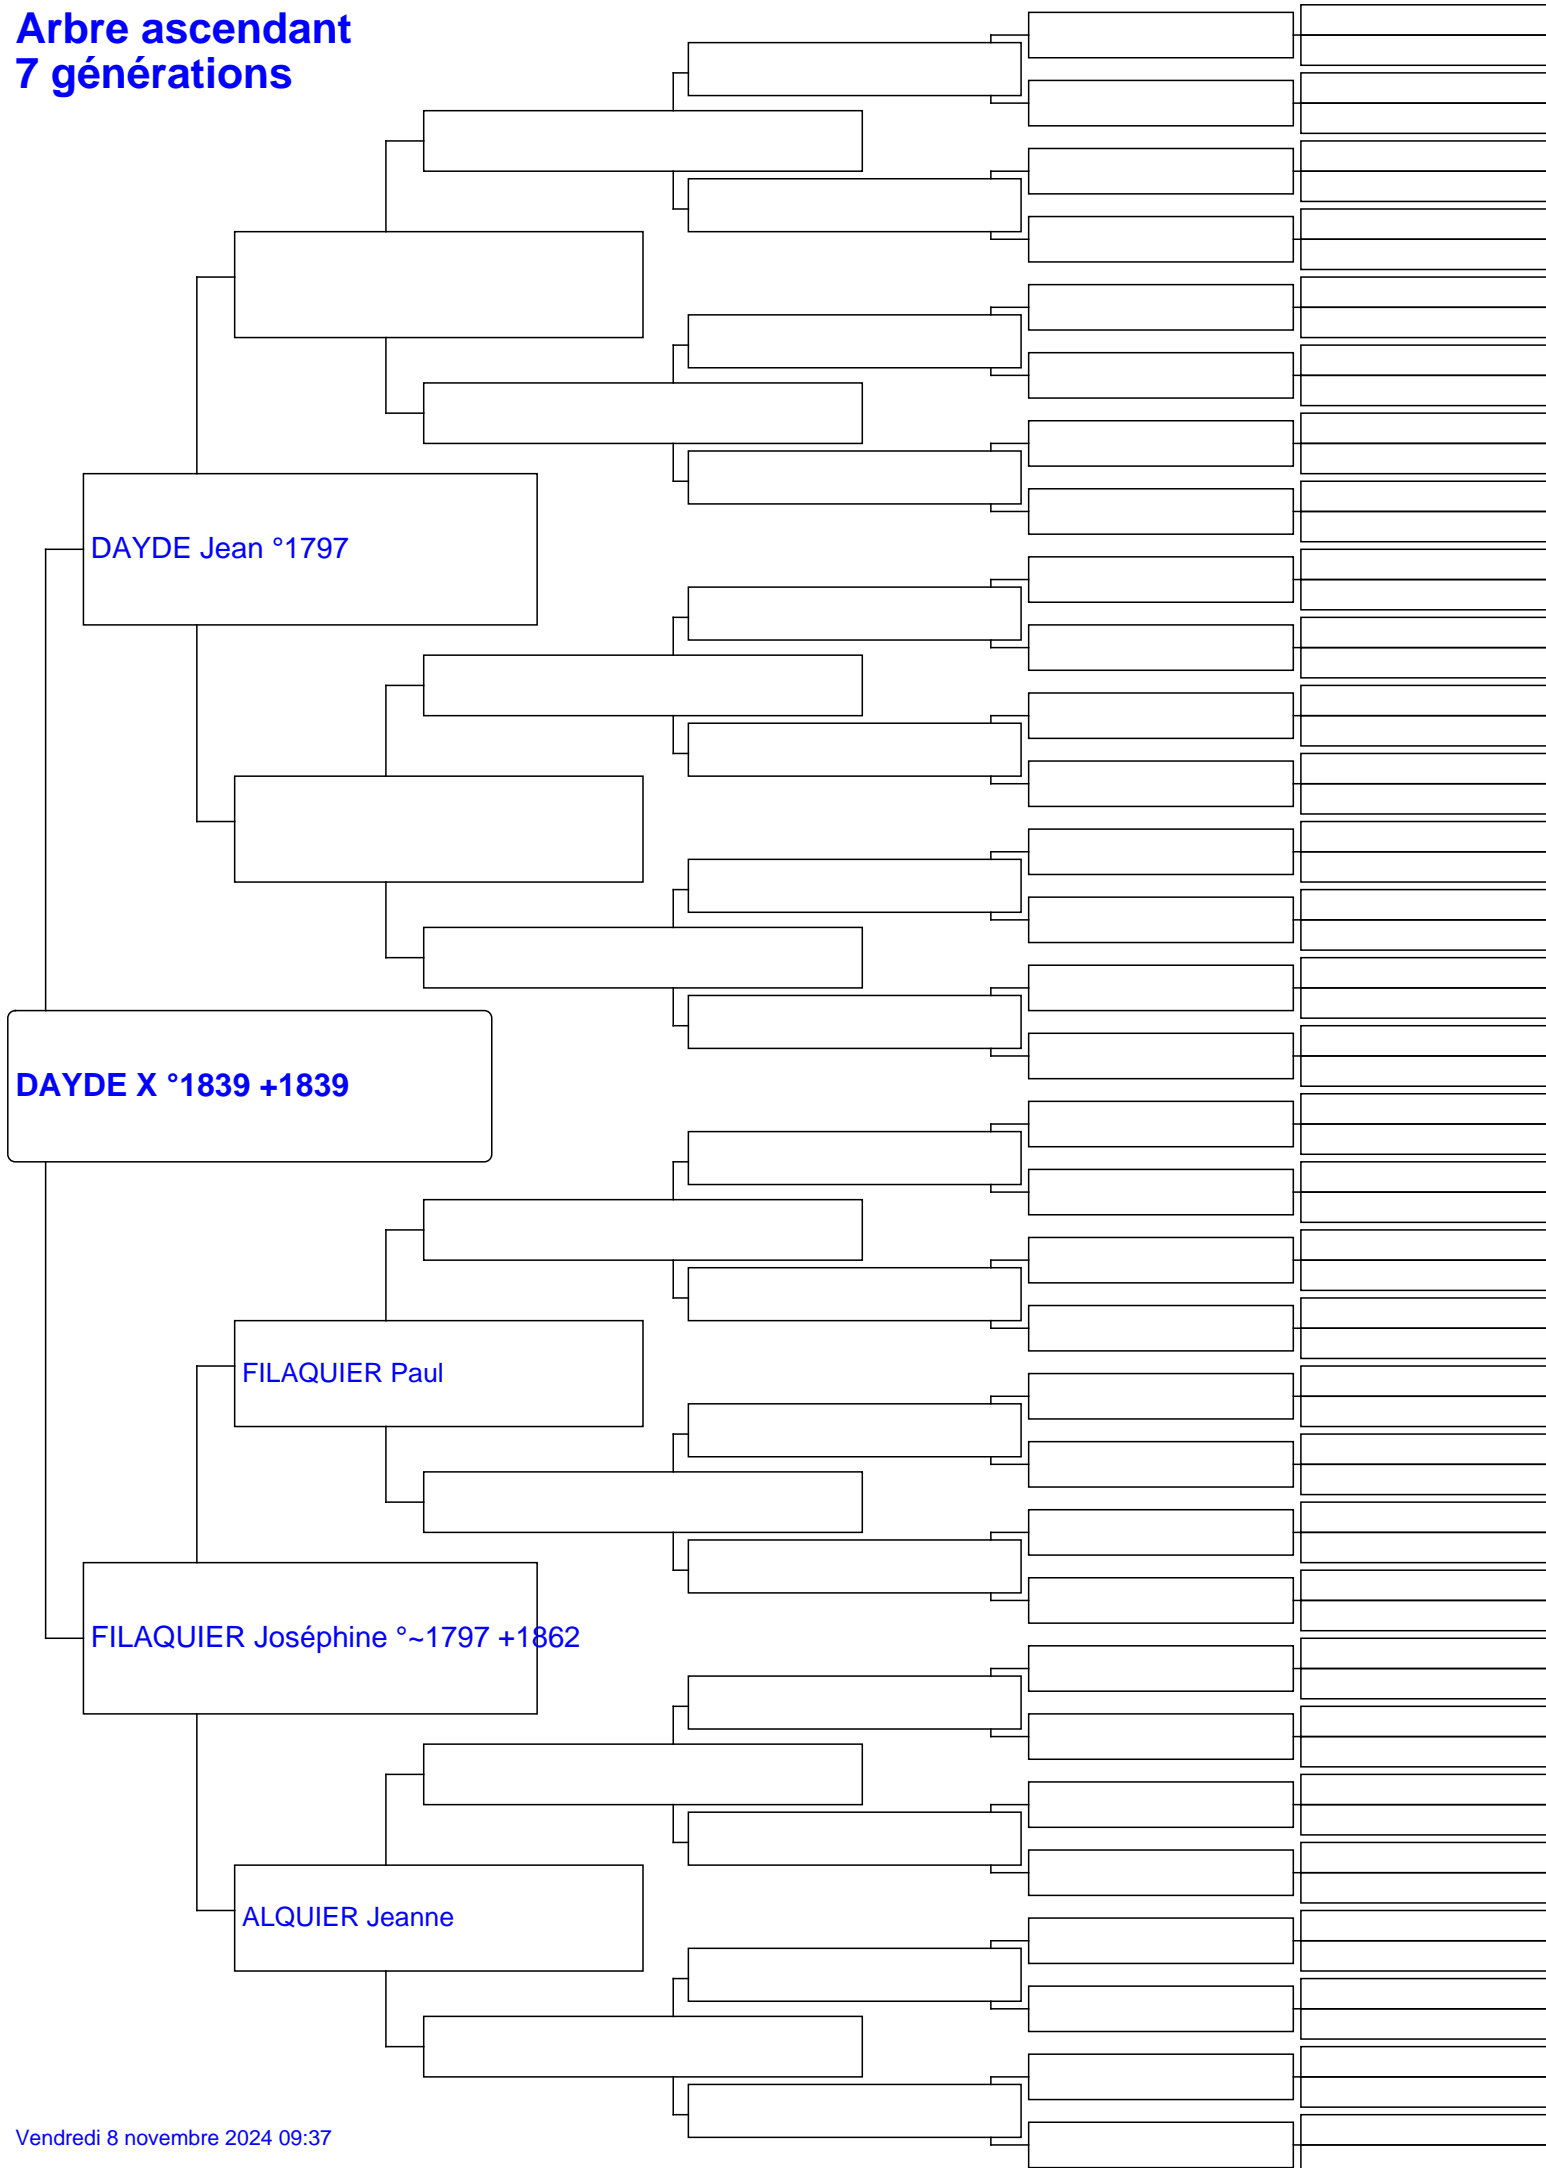 Arbre ascendant
7 générations
DAYDE Jean °1797
DAYDE X °1839 +1839
FILAQUIER Paul
FILAQUIER Joséphine °~1797 +1862
ALQUIER Jeanne
Vendredi 8 novembre 2024 09:37